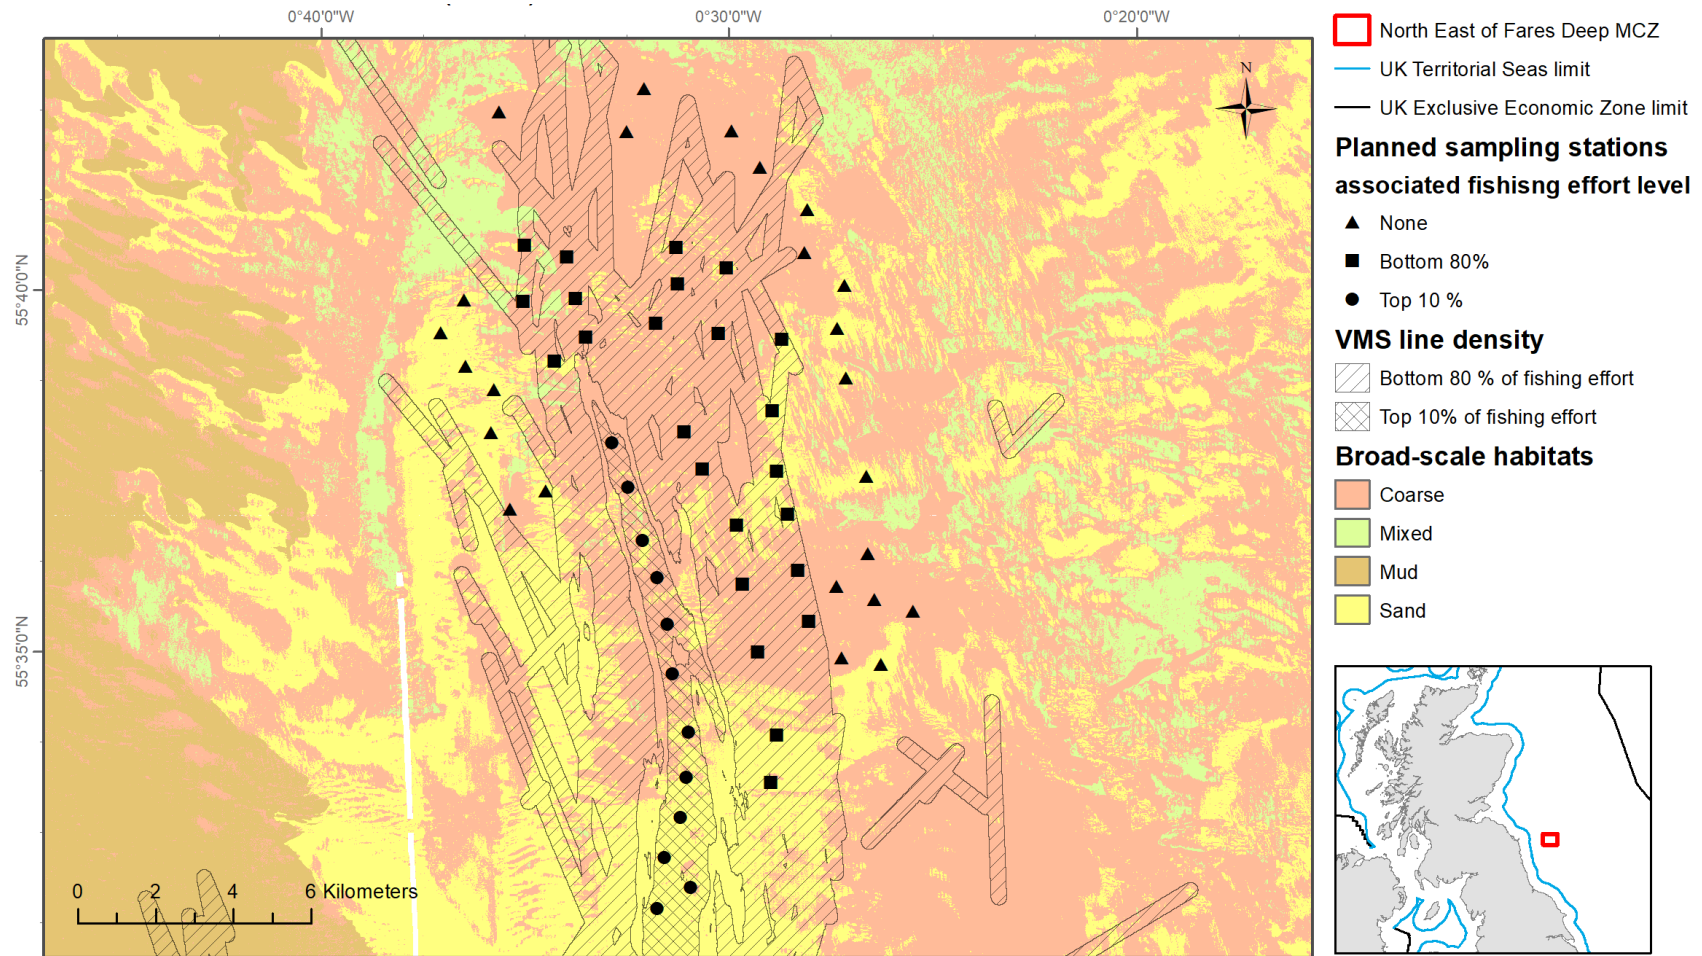 0°40'0"W
0°30'0"W
0°20'0"W
55°40'0"N
55°35'0"N
N
0 2 4 6 Kilometers
North East of Fares Deep MCZ
UK Territorial Seas limit
UK Exclusive Economic Zone limit
Planned sampling stations
associated fishisng effort level
None
Bottom 80%
Top 10 %
VMS line density
Bottom 80 % of fishing effort
Top 10% of fishing effort
Broad-scale habitats
Coarse
Mixed
Mud
Sand